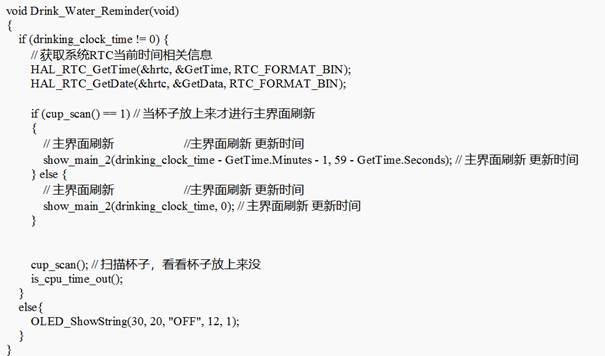 void Drink_Water_Reminder(void)
{
if (drinking_clock_time != 0) {
// 获取系统RTC当前时间相关信息
HAL_RTC_GetTime(&hrtc, &GetTime, RTC_FORMAT_BIN);
HAL_RTC_GetDate(&hrtc, &GetData, RTC_FORMAT_BIN);
if (cup_scan() == 1) // 当杯子放上来才进行主界面刷新
{
// 主界面刷新 //主界面刷新 更新时间
show_main_2(drinking_clock_time - GetTime.Minutes - 1, 59 - GetTime.Seconds); // 主界面刷新 更新时间
} else {
// 主界面刷新 //主界面刷新 更新时间
show_main_2(drinking_clock_time, 0); // 主界面刷新 更新时间
}
cup_scan(); // 扫描杯子，看看杯子放上来没
is_cpu_time_out();
}
else{
OLED_ShowString(30, 20, "OFF", 12, 1);
}
}